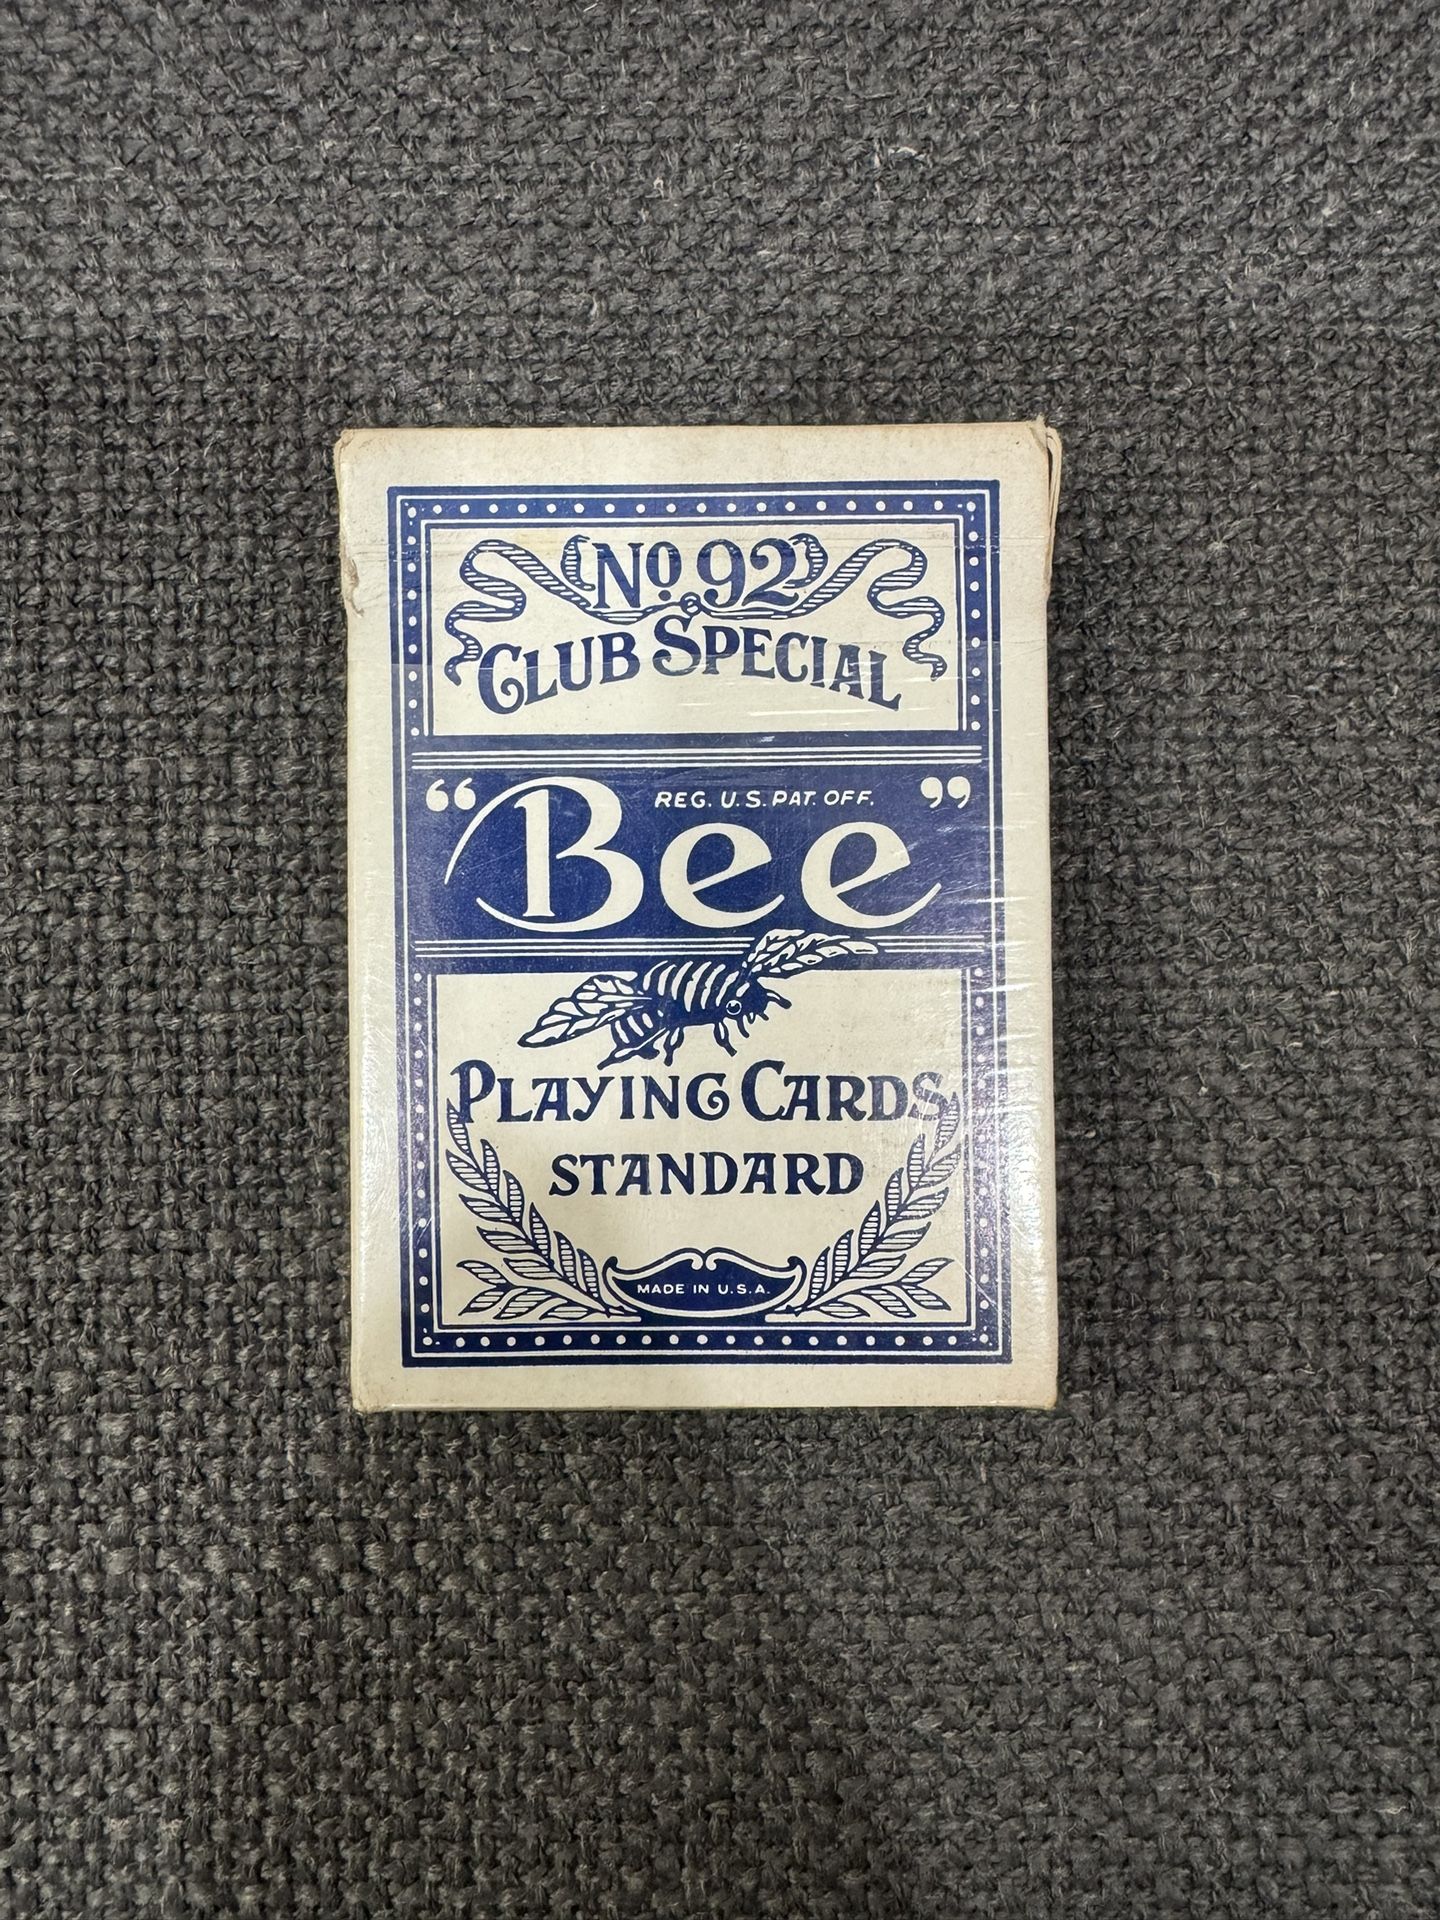 No. 92
CLUB SPECIAL
“Bee”
REG. U.S. PAT. OFF.
PLAYING CARDS
STANDARD
MADE IN U.S.A.